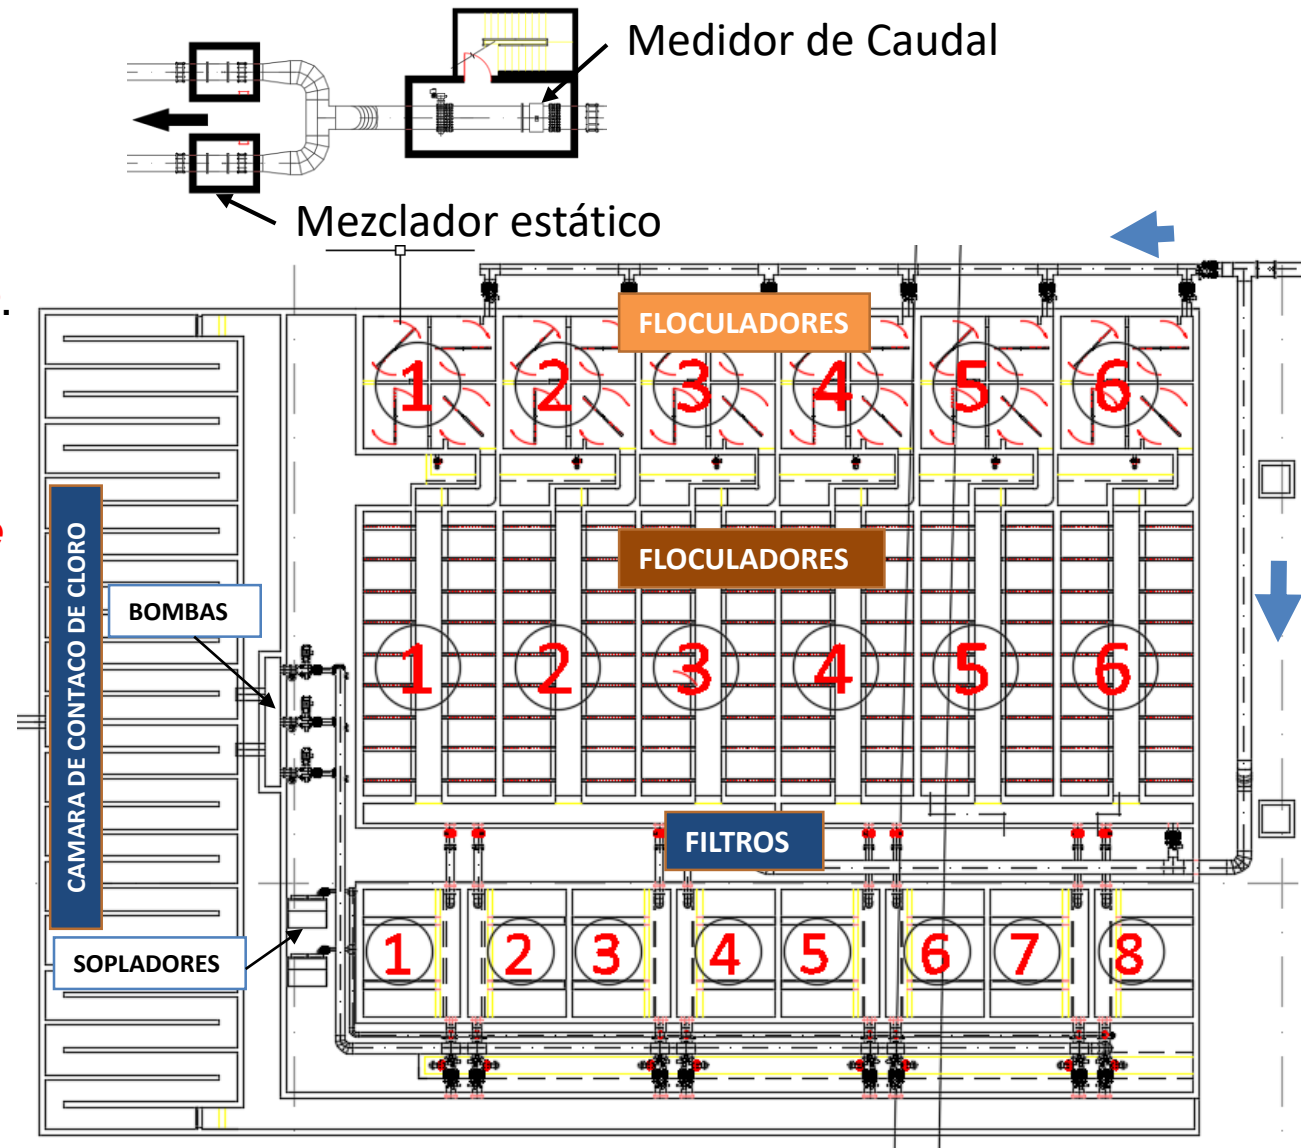 Medidor de Caudal
Mezclador estático
.
FLOCULADORES
1 2 3 4 5 6
e
CAMARA DE CONTACO DE CLORO
FLOCULADORES
BOMBAS
1 2 3 4 5 6
FILTROS
1 2 3 4 5 6 7 8
SOPLADORES